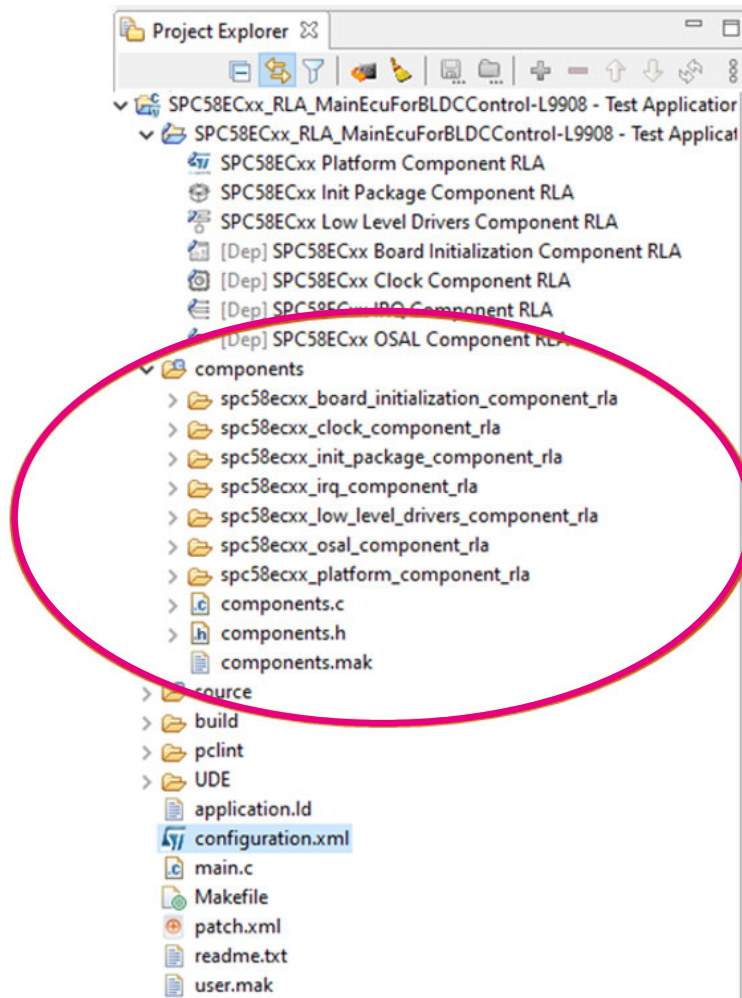 Project Explorer
SPC58ECxx_RLA_MainEcuForBLDCControl-L9908 - Test Application
SPC58ECxx_RLA_MainEcuForBLDCControl-L9908 - Test Applicat
SPC58ECxx Platform Component RLA
SPC58ECxx Init Package Component RLA
SPC58ECxx Low Level Drivers Component RLA
[Dep] SPC58ECxx Board Initialization Component RLA
[Dep] SPC58ECxx Clock Component RLA
[Dep] SPC58ECxx IRQ Component RLA
[Dep] SPC58ECxx OSAL Component RLA
components
spc58ecxx_board_initialization_component_rla
spc58ecxx_clock_component_rla
spc58ecxx_init_package_component_rla
spc58ecxx_irq_component_rla
spc58ecxx_low_level_drivers_component_rla
spc58ecxx_osal_component_rla
spc58ecxx_platform_component_rla
components.c
components.h
components.mak
source
build
pclint
UDE
application.ld
configuration.xml
main.c
Makefile
patch.xml
readme.txt
user.mak